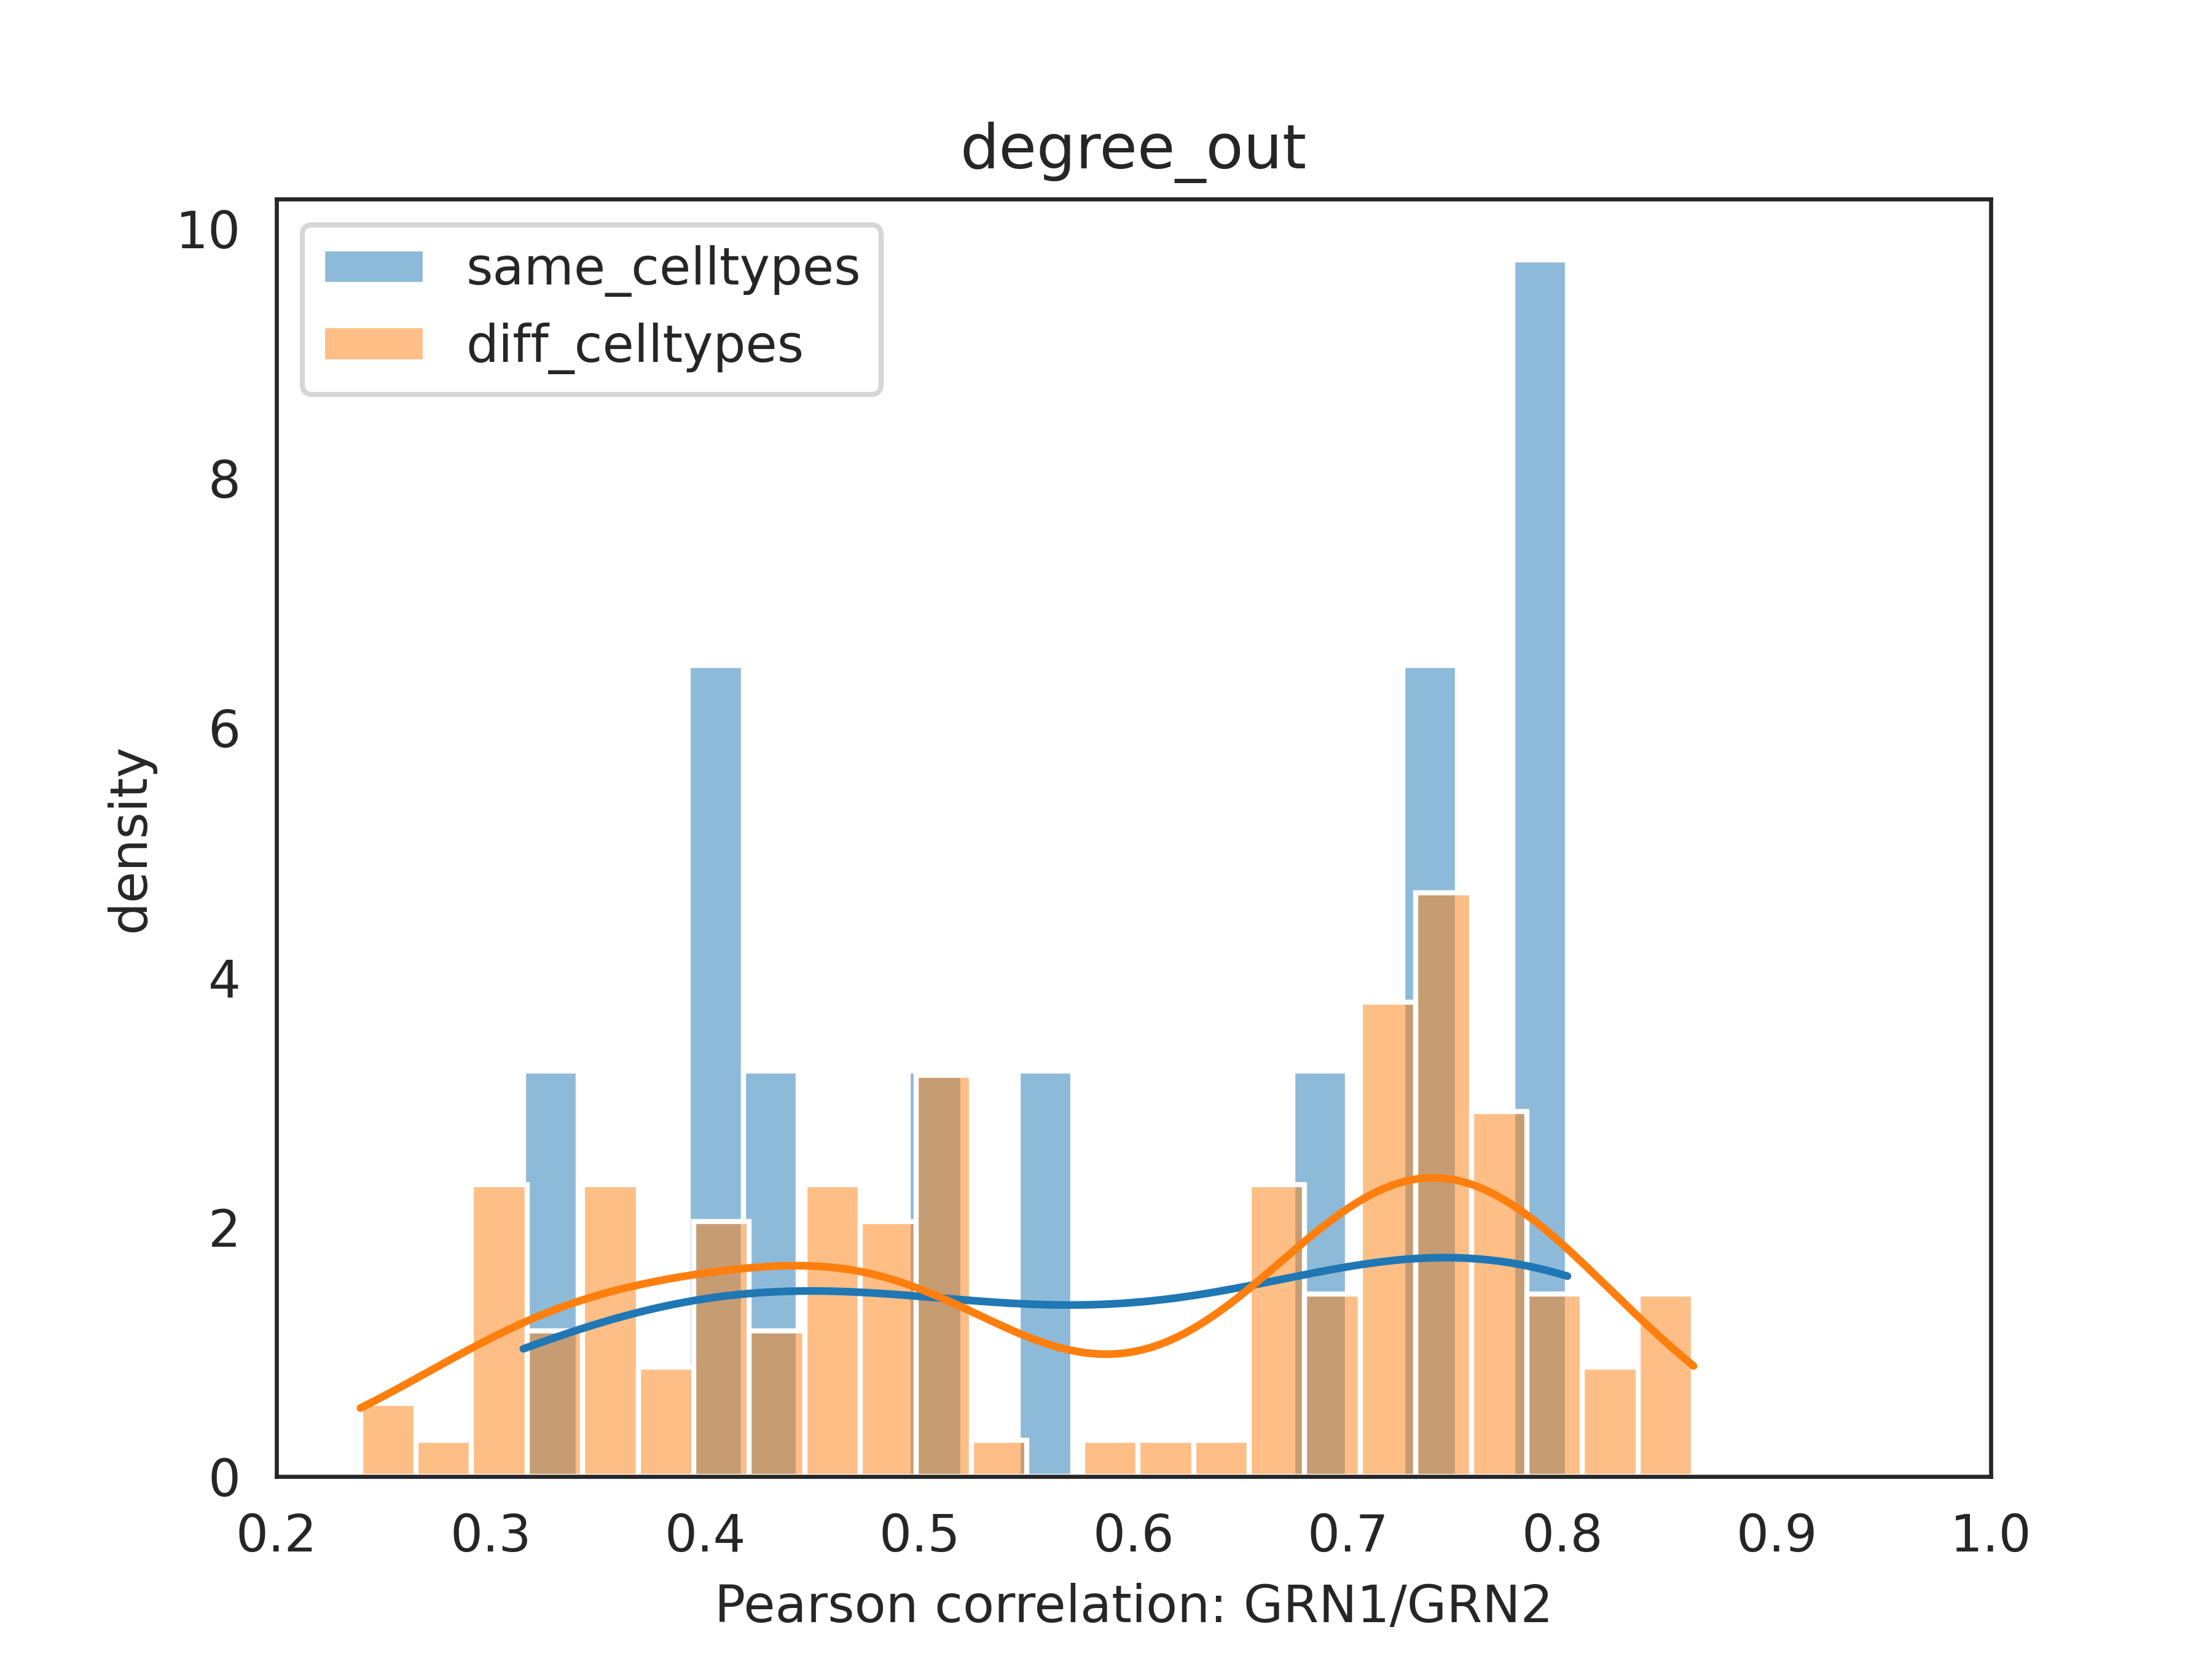 degree_out
same_celltypes
diff_celltypes
density
10
8
6
4
2
0
0.2 0.3 0.4 0.5 0.6 0.7 0.8 0.9 1.0
Pearson correlation: GRN1/GRN2